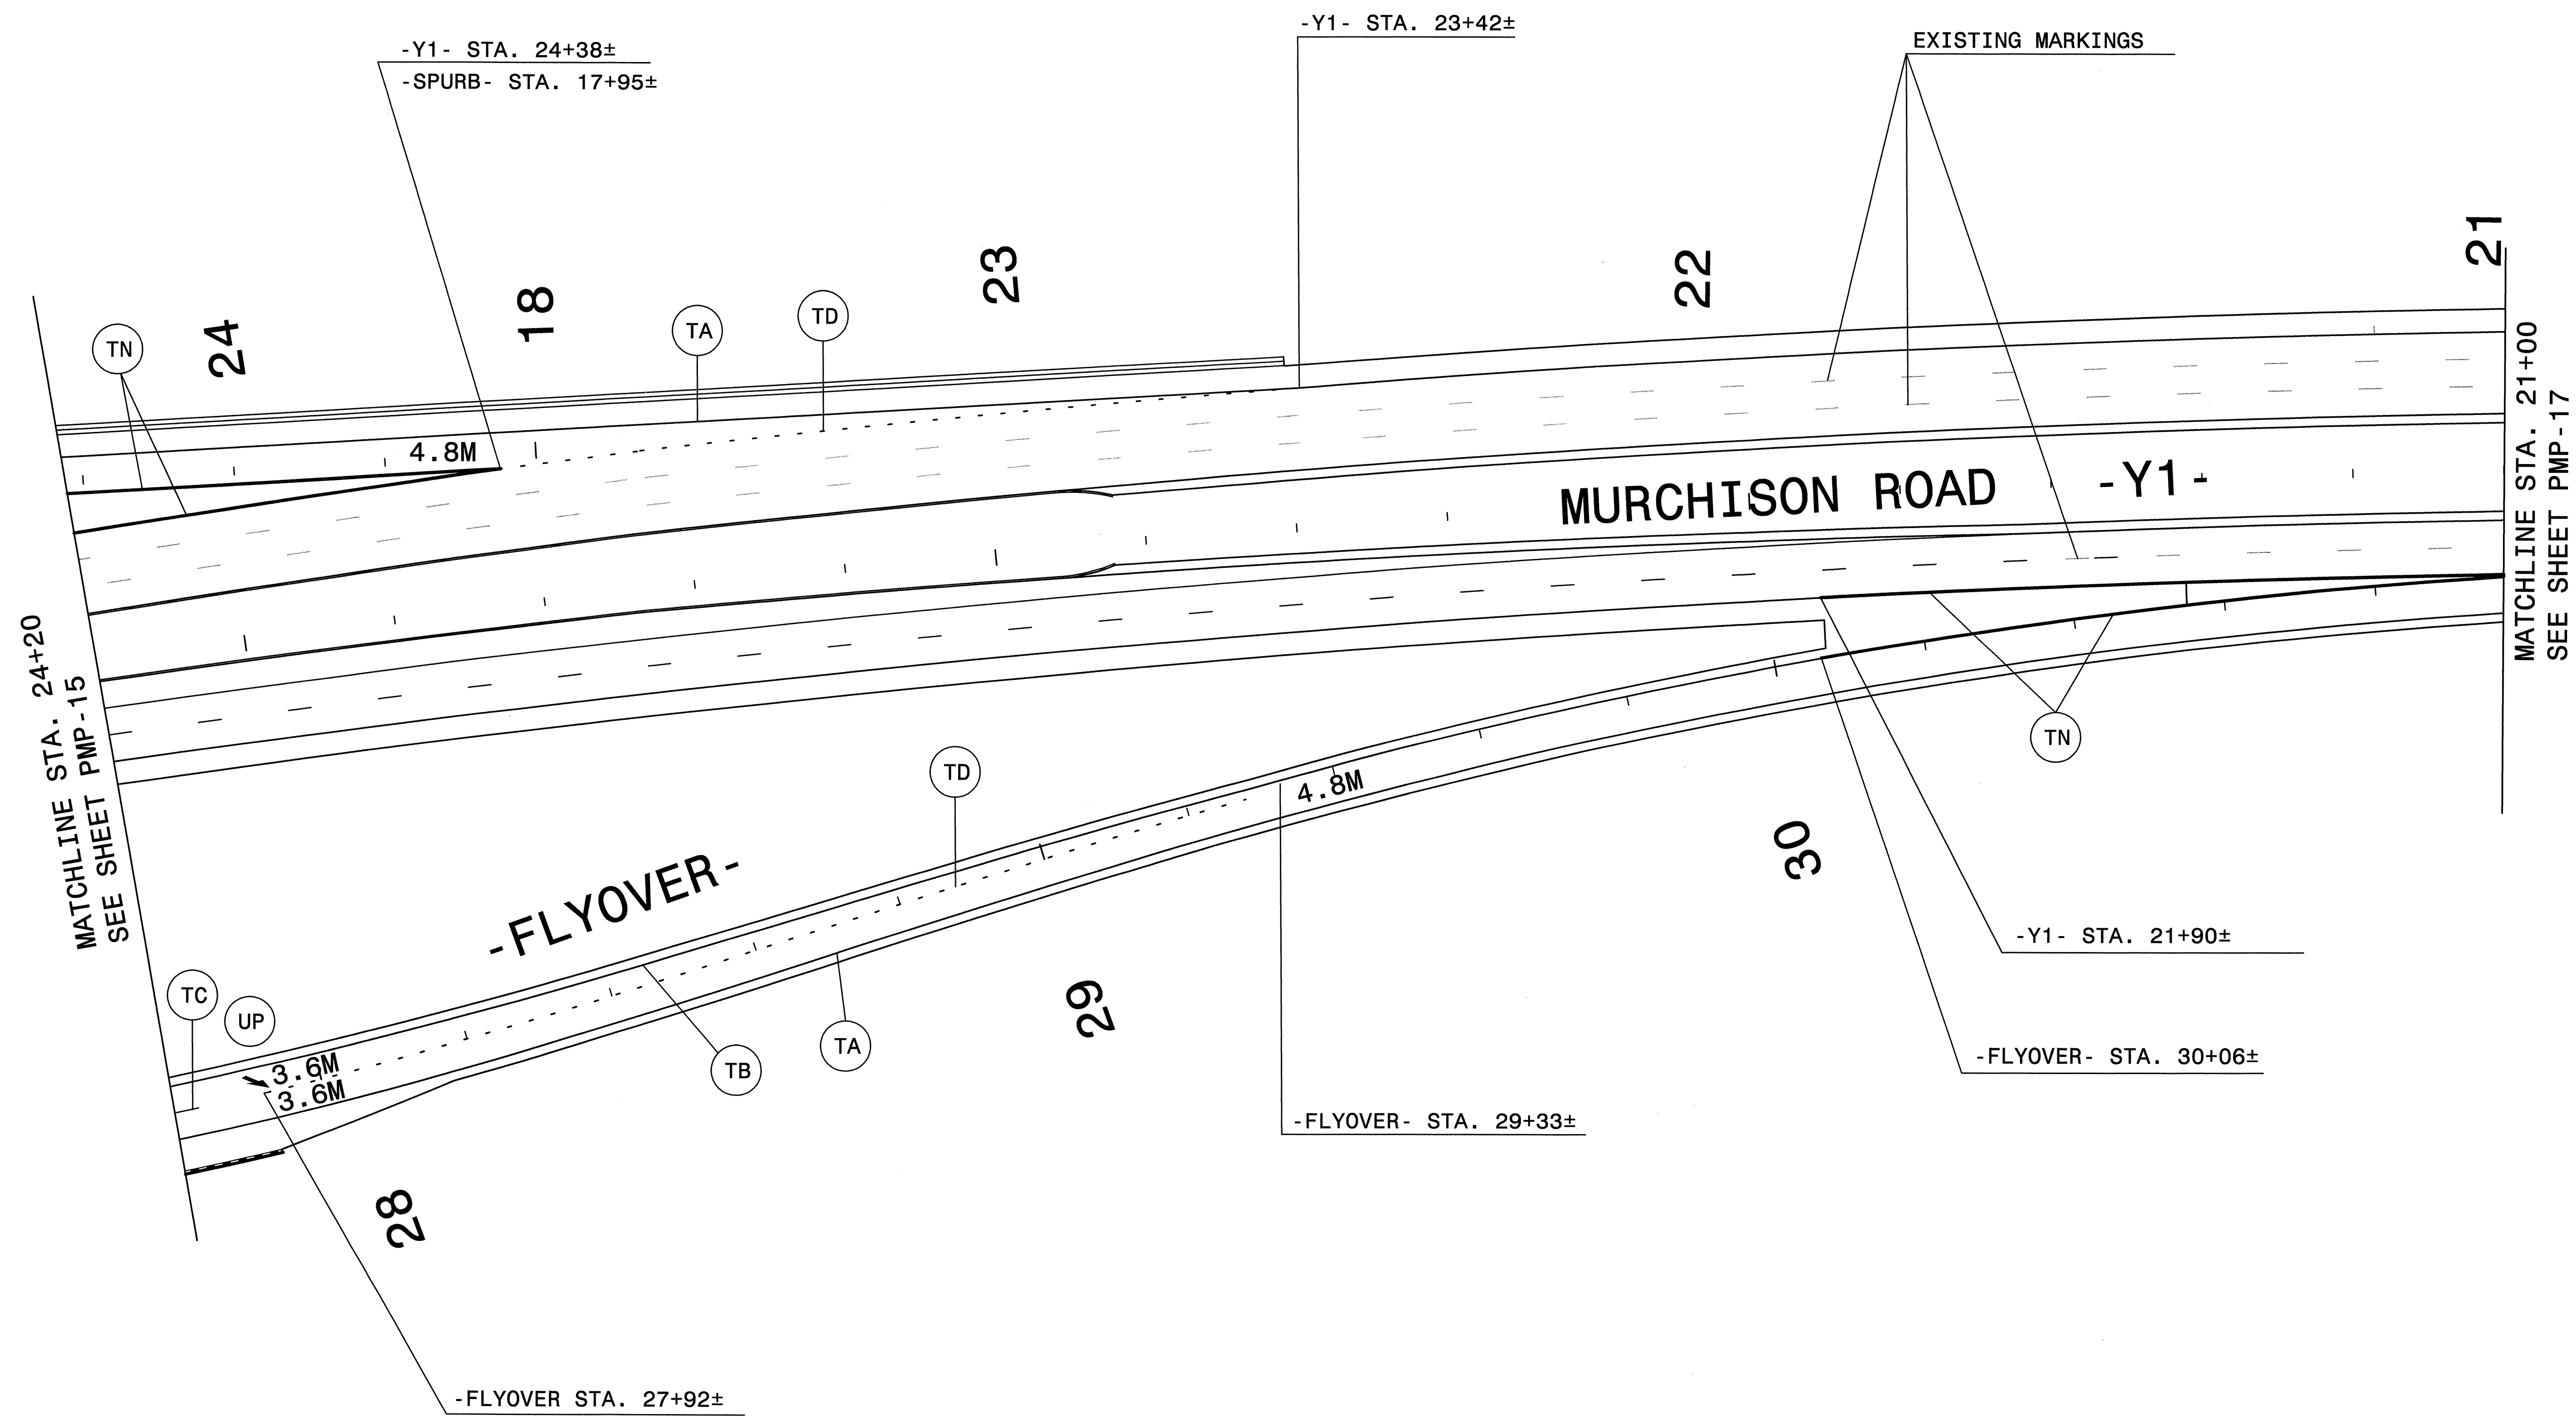 -Y1- STA. 24+38±
-SPURB- STA. 17+95±
-Y1- STA. 23+42±
EXISTING MARKINGS
TN
24
18
TA
TD
23
22
21
4.8M
MURCHISON ROAD -Y1-
MATCHLINE STA. 21+00
SEE SHEET PMP-17
MATCHLINE STA. 24+20
SEE SHEET PMP-15
TN
TD
4.8M
30
-FLYOVER-
-Y1- STA. 21+90±
TC
UP
29
TA
TB
-FLYOVER- STA. 30+06±
3.6M
3.6M
-FLYOVER- STA. 29+33±
28
-FLYOVER STA. 27+92±